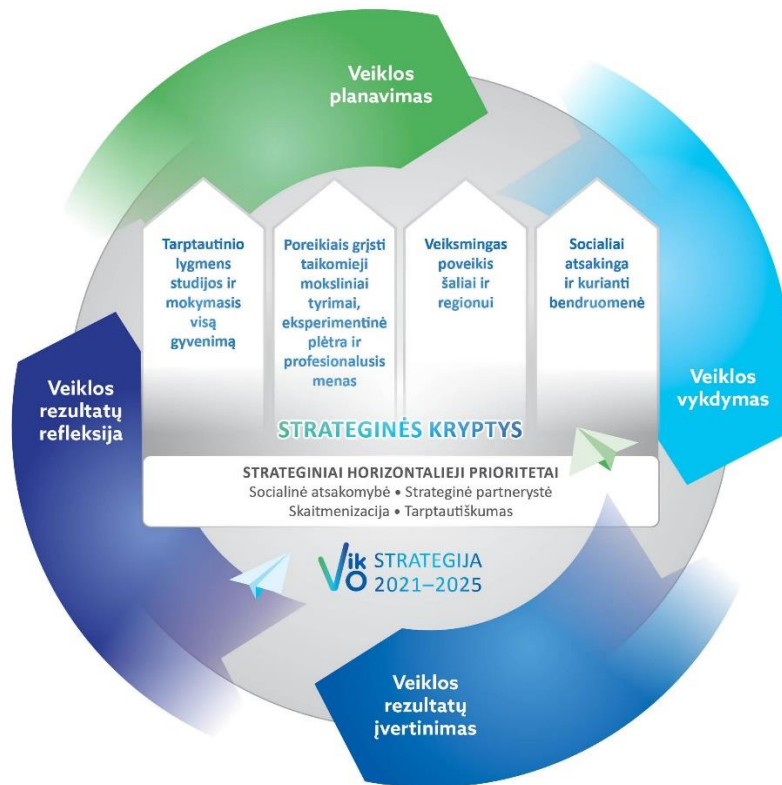 Veiklos
planavimas
Tarptautinio
lygmens
studijos ir
mokymasis
visą
gyvenimą
Poreikiais grįsti
taikomieji
moksliniai
tyrimai,
eksperimentinė
plėtra ir
profesionalusis
menas
Veiksmingas
poveikis
šaliai ir
regionui
Socialiai
atsakinga
ir kurianti
bendruomenė
Veiklos
vykdymas
Veiklos
rezultatų
refleksija
STRATEGINĖS KRYPTYS
STRATEGINIAI HORIZONTALIEJI PRIORITETAI
Socialinė atsakomybė • Strateginė partnerystė
Skaitmenizacija • Tarptautiškumas
VikO STRATEGIJA
2021–2025
Veiklos
rezultatų
įvertinimas